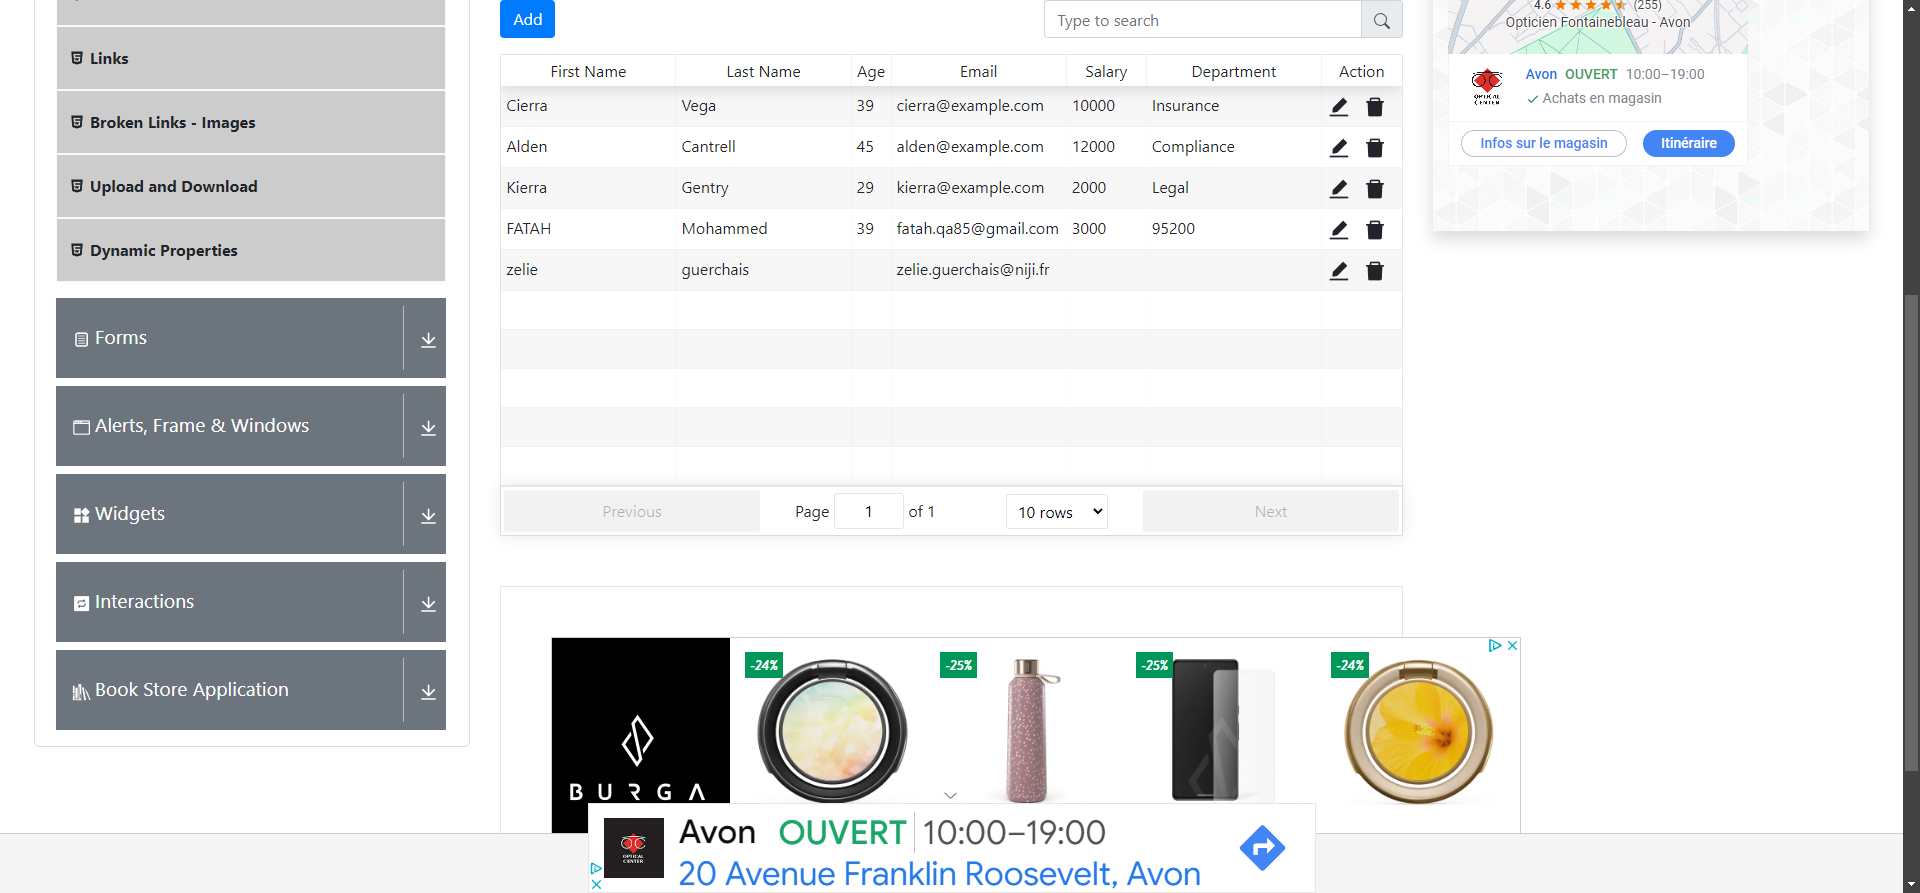 Links
Broken Links - Images
Upload and Download
Dynamic Properties
Forms
Alerts, Frame & Windows
Widgets
Interactions
Book Store Application
Add
Type to search
First Name Last Name Age Email Salary Department Action
Cierra Vega 39 cierra@example.com 10000 Insurance
Alden Cantrell 45 alden@example.com 12000 Compliance
Kierra Gentry 29 kierra@example.com 2000 Legal
FATAH Mohammed 39 fatah.qa85@gmail.com 3000 95200
zelie guerchais zelie.guerchais@niji.fr
Previous Page 1 of 1 10 rows Next
4.6 (255)
Opticien Fontainebleau - Avon
OPTICAL
CENTER
Avon OUVERT 10:00–19:00
Achats en magasin
Infos sur le magasin Itinéraire
BURGA
-24% -25% -25% -24%
OPTICAL
CENTER
Avon OUVERT 10:00–19:00
20 Avenue Franklin Roosevelt, Avon